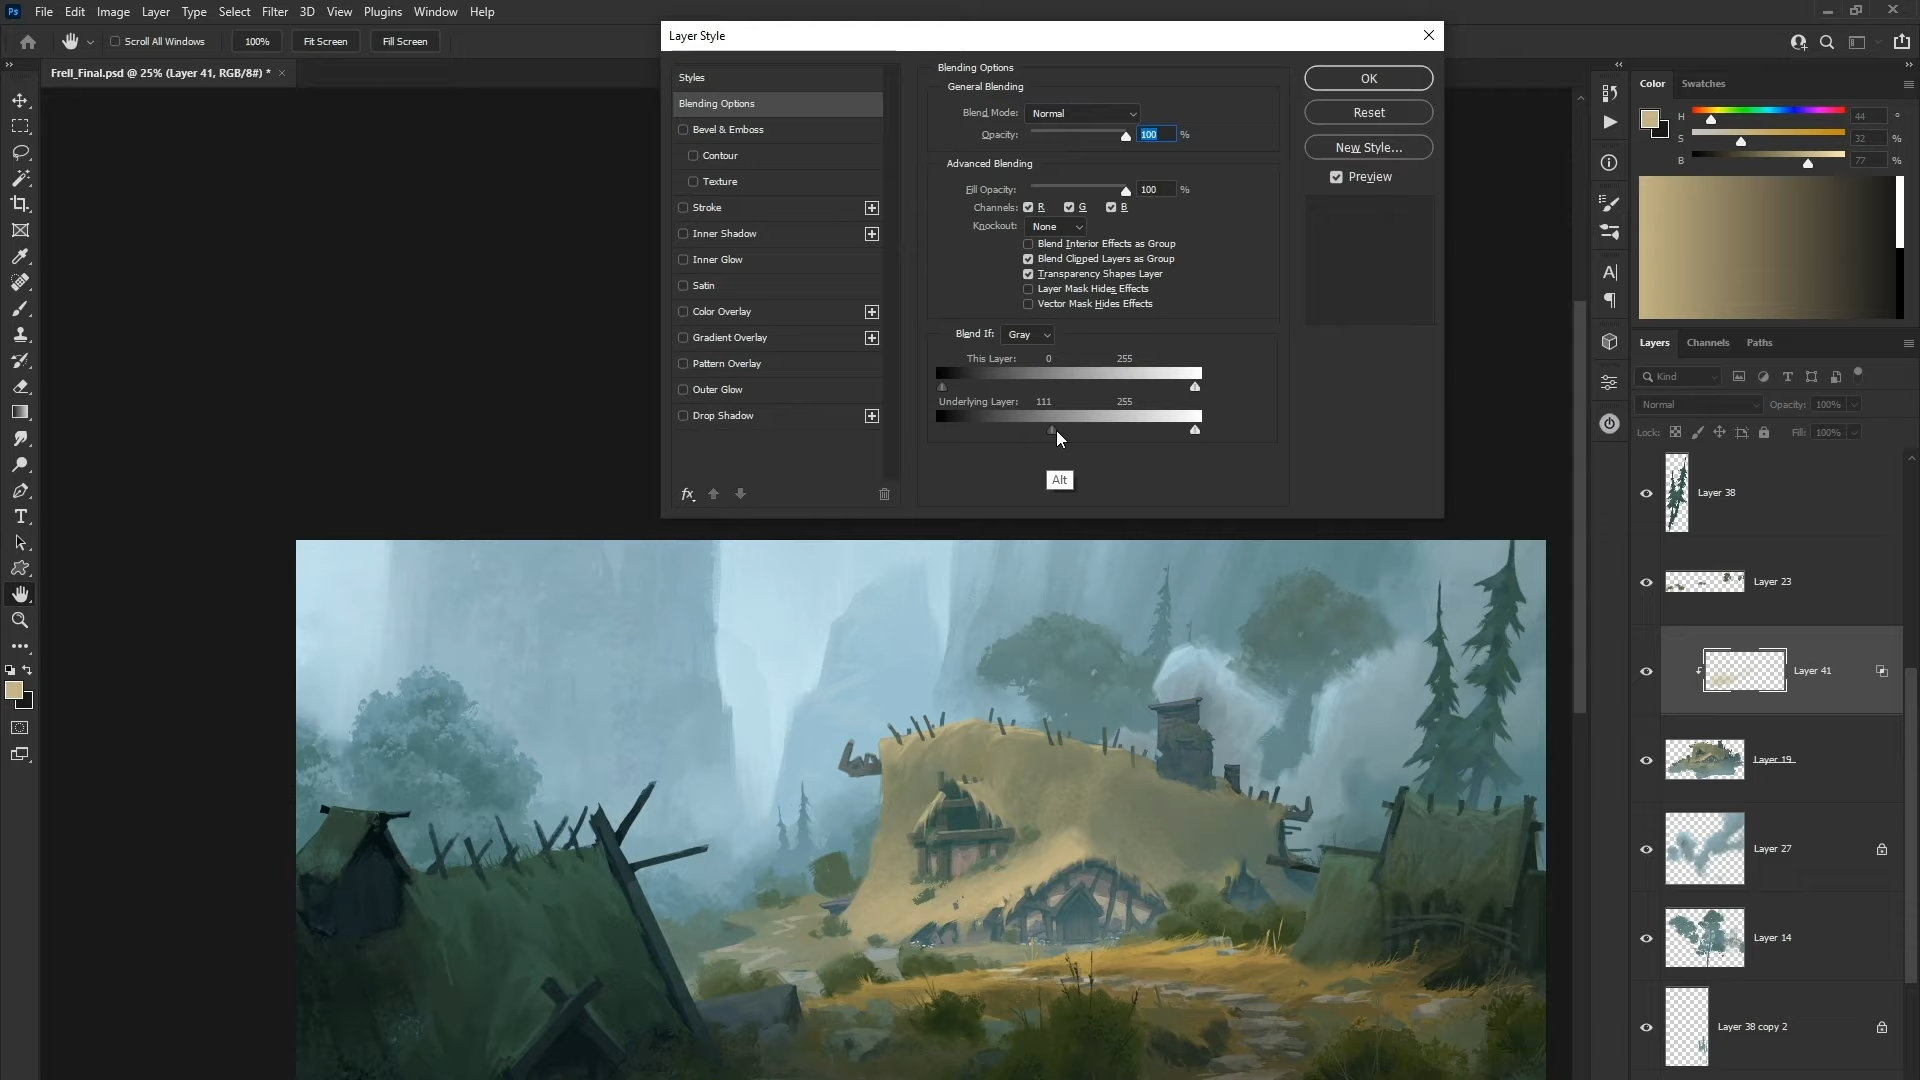 Ps File Edit Image Layer Type Select Filter 3D View Plugins Window Help
Scroll All Windows 100% Fit Screen Fill Screen
Frell_Final.psd @ 25% (Layer 41, RGB/8#) *
Layer Style
Styles
Blending Options
Bevel & Emboss
Contour
Texture
Stroke
Inner Shadow
Inner Glow
Satin
Color Overlay
Gradient Overlay
Pattern Overlay
Outer Glow
Drop Shadow
fx
Blending Options
General Blending
Blend Mode: Normal
Opacity: 100 %
Advanced Blending
Fill Opacity: 100 %
Channels: R G B
Knockout: None
Blend Interior Effects as Group
Blend Clipped Layers as Group
Transparency Shapes Layer
Layer Mask Hides Effects
Vector Mask Hides Effects
Blend If: Gray
This Layer: 0 255
Underlying Layer: 111 255
Alt
OK
Reset
New Style...
Preview
Color Swatches
H 44 °
S 32 %
B 77 %
Layers Channels Paths
Kind
Normal Opacity: 100%
Lock: Fill: 100%
Layer 38
Layer 23
Layer 41
Layer 19
Layer 27
Layer 14
Layer 38 copy 2